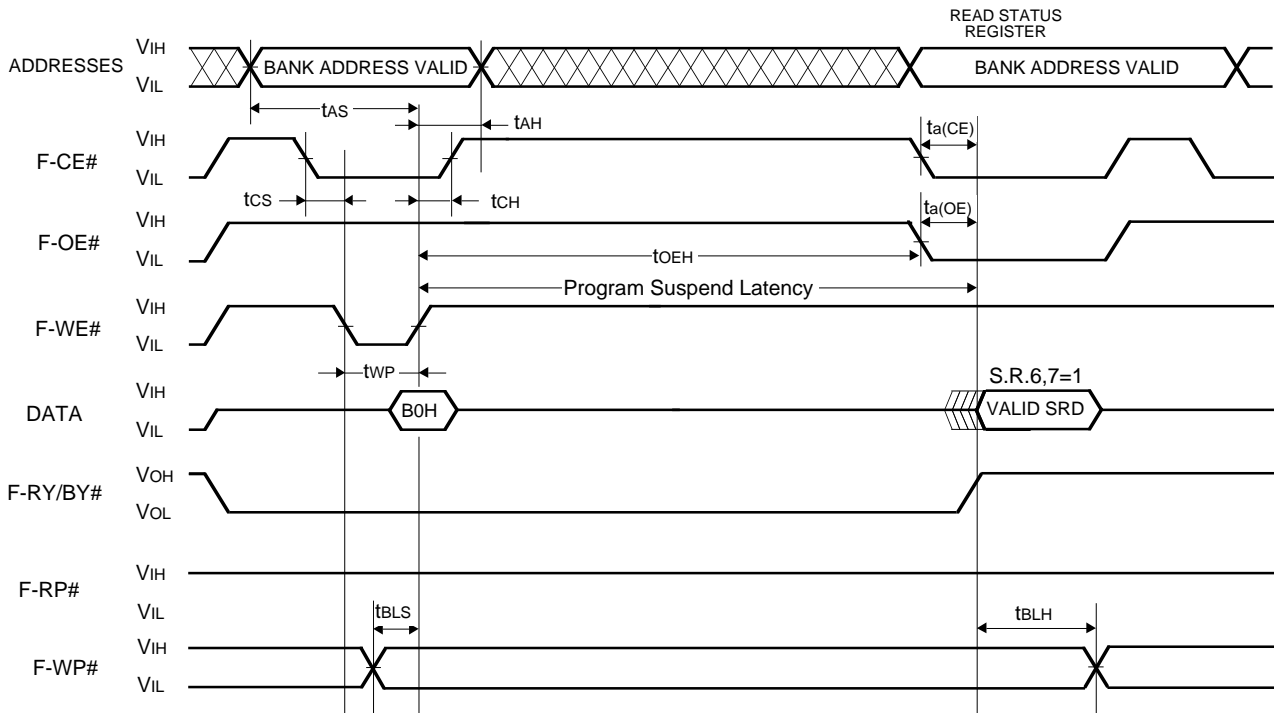 READ STATUS
REGISTER
ADDRESSES
VIH
VIL
BANK ADDRESS VALID
BANK ADDRESS VALID
tAS
tAH
F-CE#
VIH
VIL
ta(CE)
tCS
tCH
F-OE#
VIH
VIL
ta(OE)
tOEH
Program Suspend Latency
F-WE#
VIH
VIL
tWP
DATA
VIH
VIL
B0H
S.R.6,7=1
VALID SRD
F-RY/BY#
VOH
VOL
F-RP#
VIH
VIL
tBLS
tBLH
F-WP#
VIH
VIL